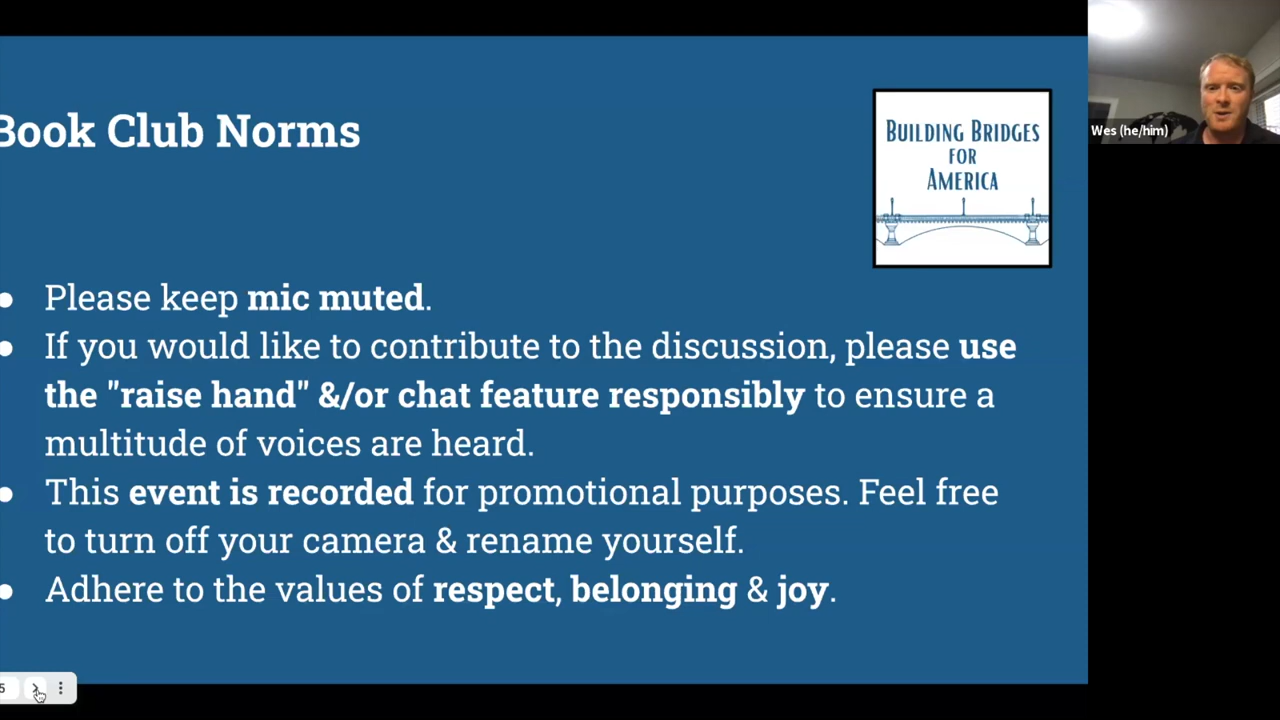 Book Club Norms
BUILDING BRIDGES
FOR
AMERICA
Wes (he/him)
Please keep mic muted.
If you would like to contribute to the discussion, please use
the "raise hand" &/or chat feature responsibly to ensure a
multitude of voices are heard.
This event is recorded for promotional purposes. Feel free
to turn off your camera & rename yourself.
Adhere to the values of respect, belonging & joy.
5